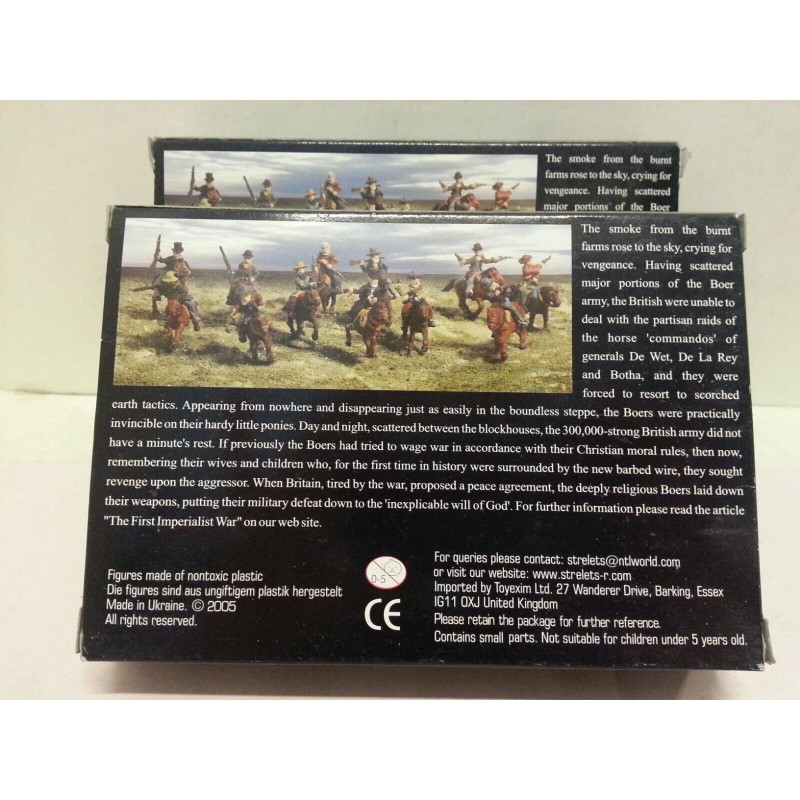 The smoke from the burnt
farms rose to the sky, crying for
vengeance. Having scattered
major portions of the Boer
The smoke from the burnt
farms rose to the sky, crying for
vengeance. Having scattered
major portions of the Boer
army, the British were unable to
deal with the partisan raids of
the horse 'commandos' of
generals De Wet, De La Rey
and Botha, and they were
forced to resort to scorched
earth tactics. Appearing from nowhere and disappearing just as easily in the boundless steppe, the Boers were practically
invincible on their hardy little ponies. Day and night, scattered between the blockhouses, the 300,000-strong British army did not
have a minute's rest. If previously the Boers had tried to wage war in accordance with their Christian moral rules, then now,
remembering their wives and children who, for the first time in history were surrounded by the new barbed wire, they sought
revenge upon the aggressor. When Britain, tired by the war, proposed a peace agreement, the deeply religious Boers laid down
their weapons, putting their military defeat down to the 'inexplicable will of God'. For further information please read the article
"The First Imperialist War" on our web site.
Figures made of nontoxic plastic
Die figures sind aus ungiftigem plastik hergestelt
Made in Ukraine. © 2005
All rights reserved.
0-5
CE
For queries please contact: strelets@ntlworld.com
or visit our website: www.strelets-r.com
Imported by Toyexim Ltd. 27 Wanderer Drive, Barking, Essex
IG11 0XJ United Kingdom
Please retain the package for further reference.
Contains small parts. Not suitable for children under 5 years old.